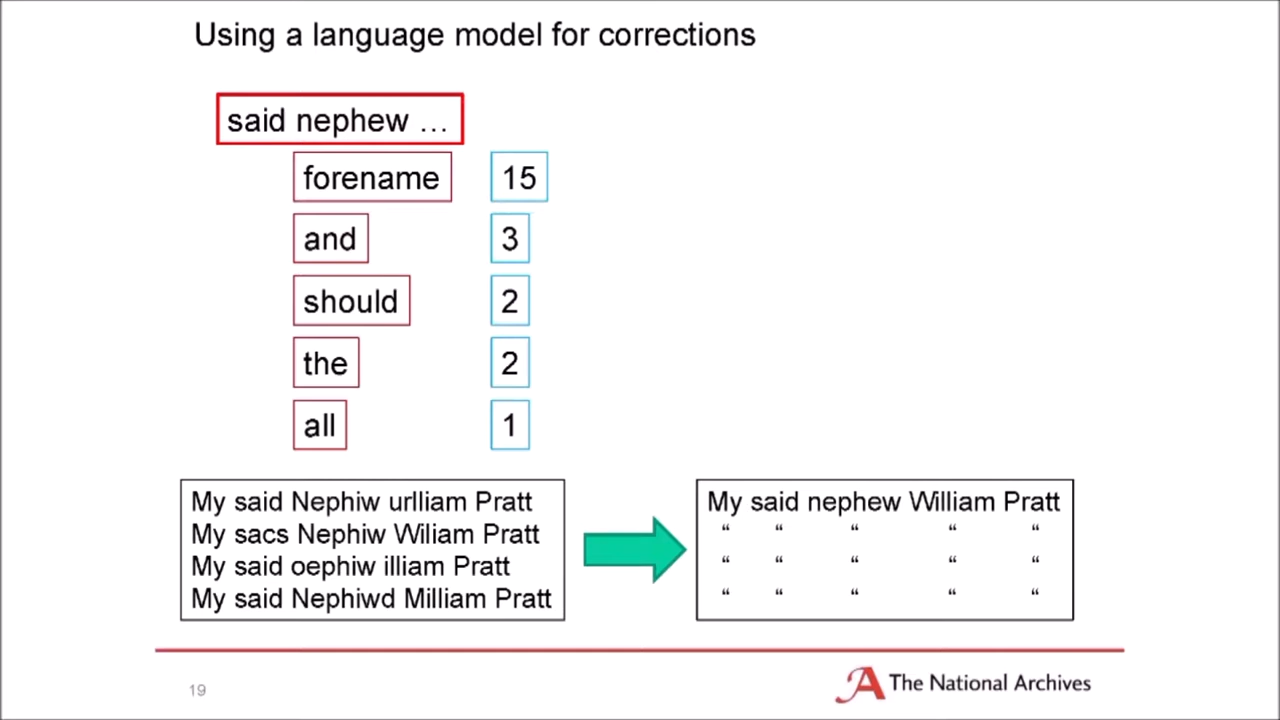 Using a language model for corrections
said nephew …
forename 15
and 3
should 2
the 2
all 1
My said Nephiw urlliam Pratt
My sacs Nephiw Wiliam Pratt
My said oephiw illiam Pratt
My said Nephiwd Milliam Pratt
My said nephew William Pratt
“ “ “ “ “
“ “ “ “ “
“ “ “ “ “
19
The National Archives